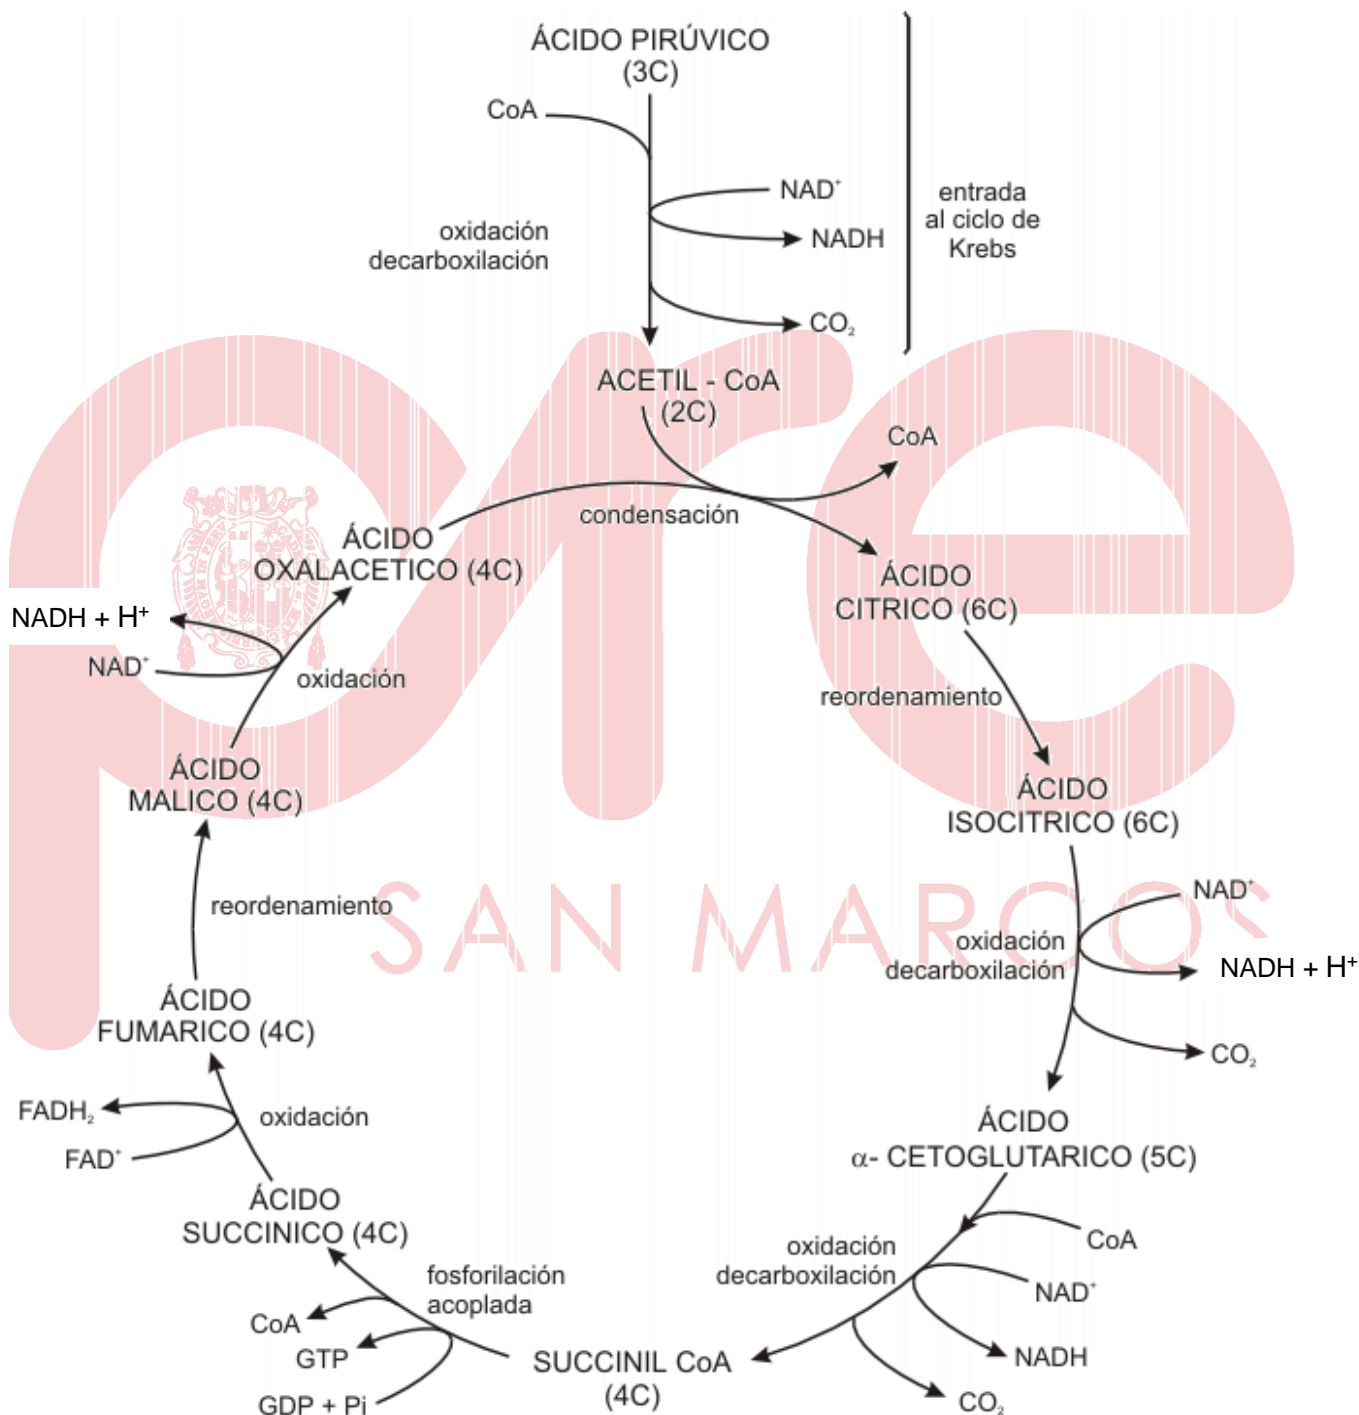 ÁCIDO PIRÚVICO
(3C)
CoA
NAD⁺
NADH
oxidación
decarboxilación
CO₂
entrada
al ciclo de
Krebs
ACETIL - CoA
(2C)
CoA
condensación
ÁCIDO
OXALACETICO (4C)
ÁCIDO
CITRICO (6C)
NADH + H⁺
NAD⁺
oxidación
reordenamiento
ÁCIDO
MALICO (4C)
ÁCIDO
ISOCITRICO (6C)
reordenamiento
NAD⁺
oxidación
decarboxilación
NADH + H⁺
CO₂
ÁCIDO
FUMARICO (4C)
FADH₂
oxidación
FAD⁺
ÁCIDO
α- CETOGLUTARICO (5C)
ÁCIDO
SUCCINICO (4C)
CoA
oxidación
decarboxilación
NAD⁺
NADH
CO₂
fosforilación
acoplada
CoA
GTP
GDP + Pi
SUCCINIL CoA
(4C)
pre
SAN MARCOS